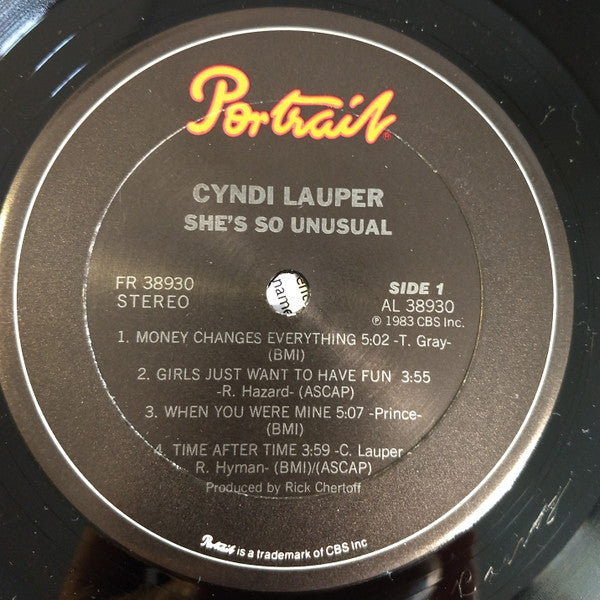 Portrait®
CYNDI LAUPER
SHE'S SO UNUSUAL
FR 38930
STEREO
SIDE 1
AL 38930
℗ 1983 CBS Inc.
1. MONEY CHANGES EVERYTHING 5:02 -T. Gray-
(BMI)
2. GIRLS JUST WANT TO HAVE FUN 3:55
-R. Hazard- (ASCAP)
3. WHEN YOU WERE MINE 5:07 -Prince-
(BMI)
4. TIME AFTER TIME 3:59 -C. Lauper -
R. Hyman- (BMI)/(ASCAP)
Produced by Rick Chertoff
Portrait is a trademark of CBS Inc